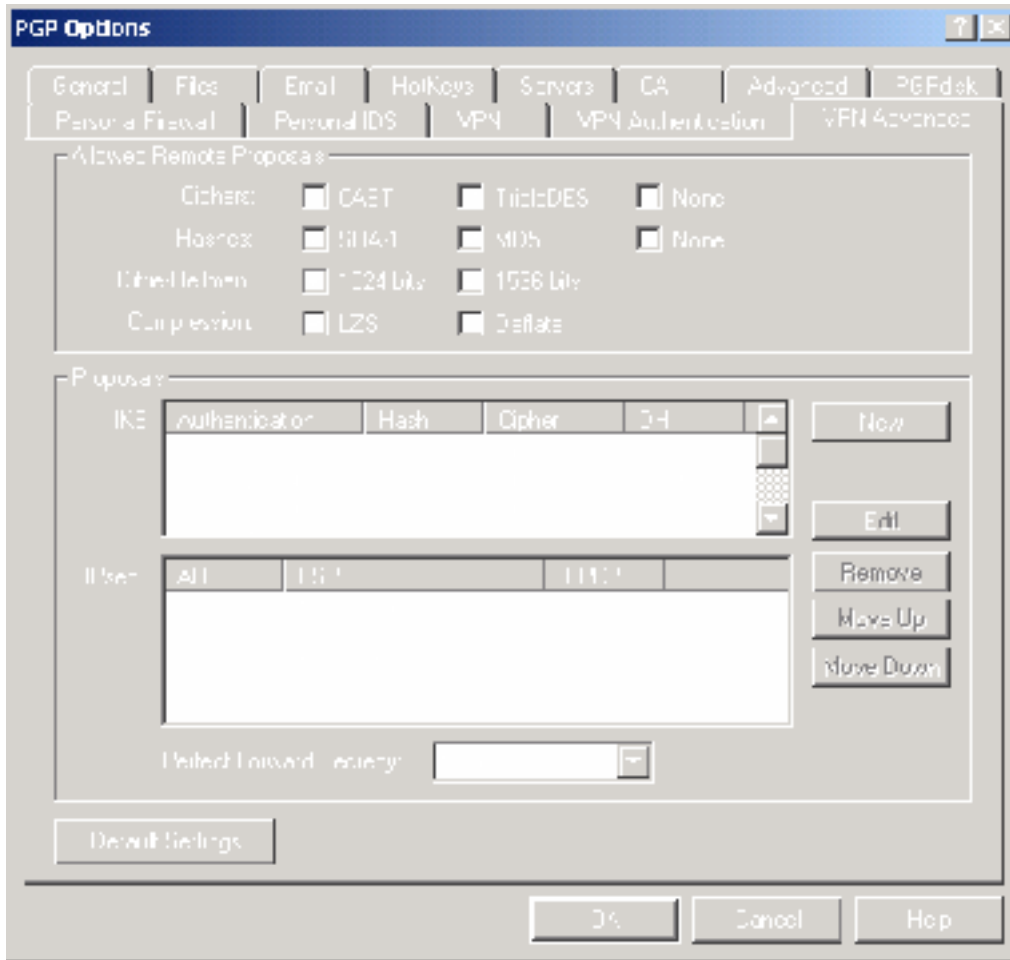 PGP Options
General Files Email HotKeys Servers CA Advanced PGPdisk
Personal Firewall Personal IDS VPN VPN Authentication VPN Advanced
Allowed Remote Proposals
Ciphers: CAST TripleDES None
Hashes: SHA-1 MD5 None
Diffie-Hellman: 1024 bits 1536 bits
Compression: LZS Deflate
Proposals
IKE Authentication Hash Cipher DH New
Edit
IPsec AH ESP IPPCP Remove
Move Up
Move Down
Perfect Forward Secrecy:
Default Settings
OK Cancel Help